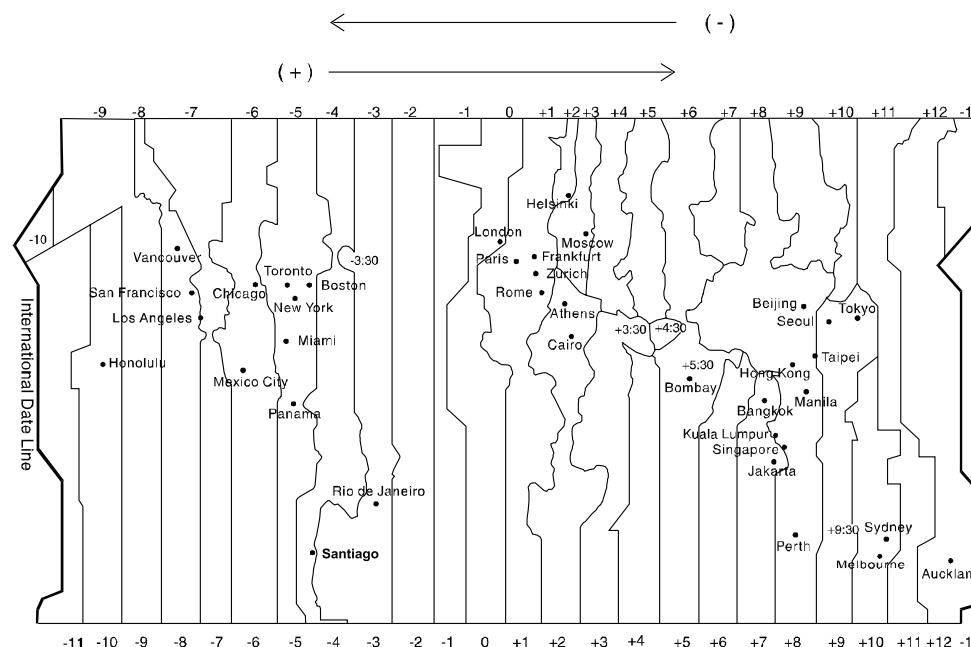 ( - )
( + )
-9 -8 -7 -6 -5 -4 -3 -2 -1 0 +1 +2 +3 +4 +5 +6 +7 +8 +9 +10 +11 +12 -1
Helsinki
London
-10
Moscow
Vancouver
Paris
Frankfurt
-3:30
Toronto
Zürich
San Francisco
Chicago
Boston
Rome
New York
Beijing
Los Angeles
Athens
Tokyo
Seoul
+3:30
+4:30
Miami
Cairo
International Date Line
Taipei
Honolulu
+5:30
Hong Kong
Mexico City
Bombay
Manila
Panama
Bangkok
Kuala Lumpur
Singapore
Jakarta
Rio de Janeiro
+9:30
Sydney
Perth
Santiago
Melbourne
Aucklan
-11 -10 -9 -8 -7 -6 -5 -4 -3 -2 -1 0 +1 +2 +3 +4 +5 +6 +7 +8 +9 +10 +11 +12 -1